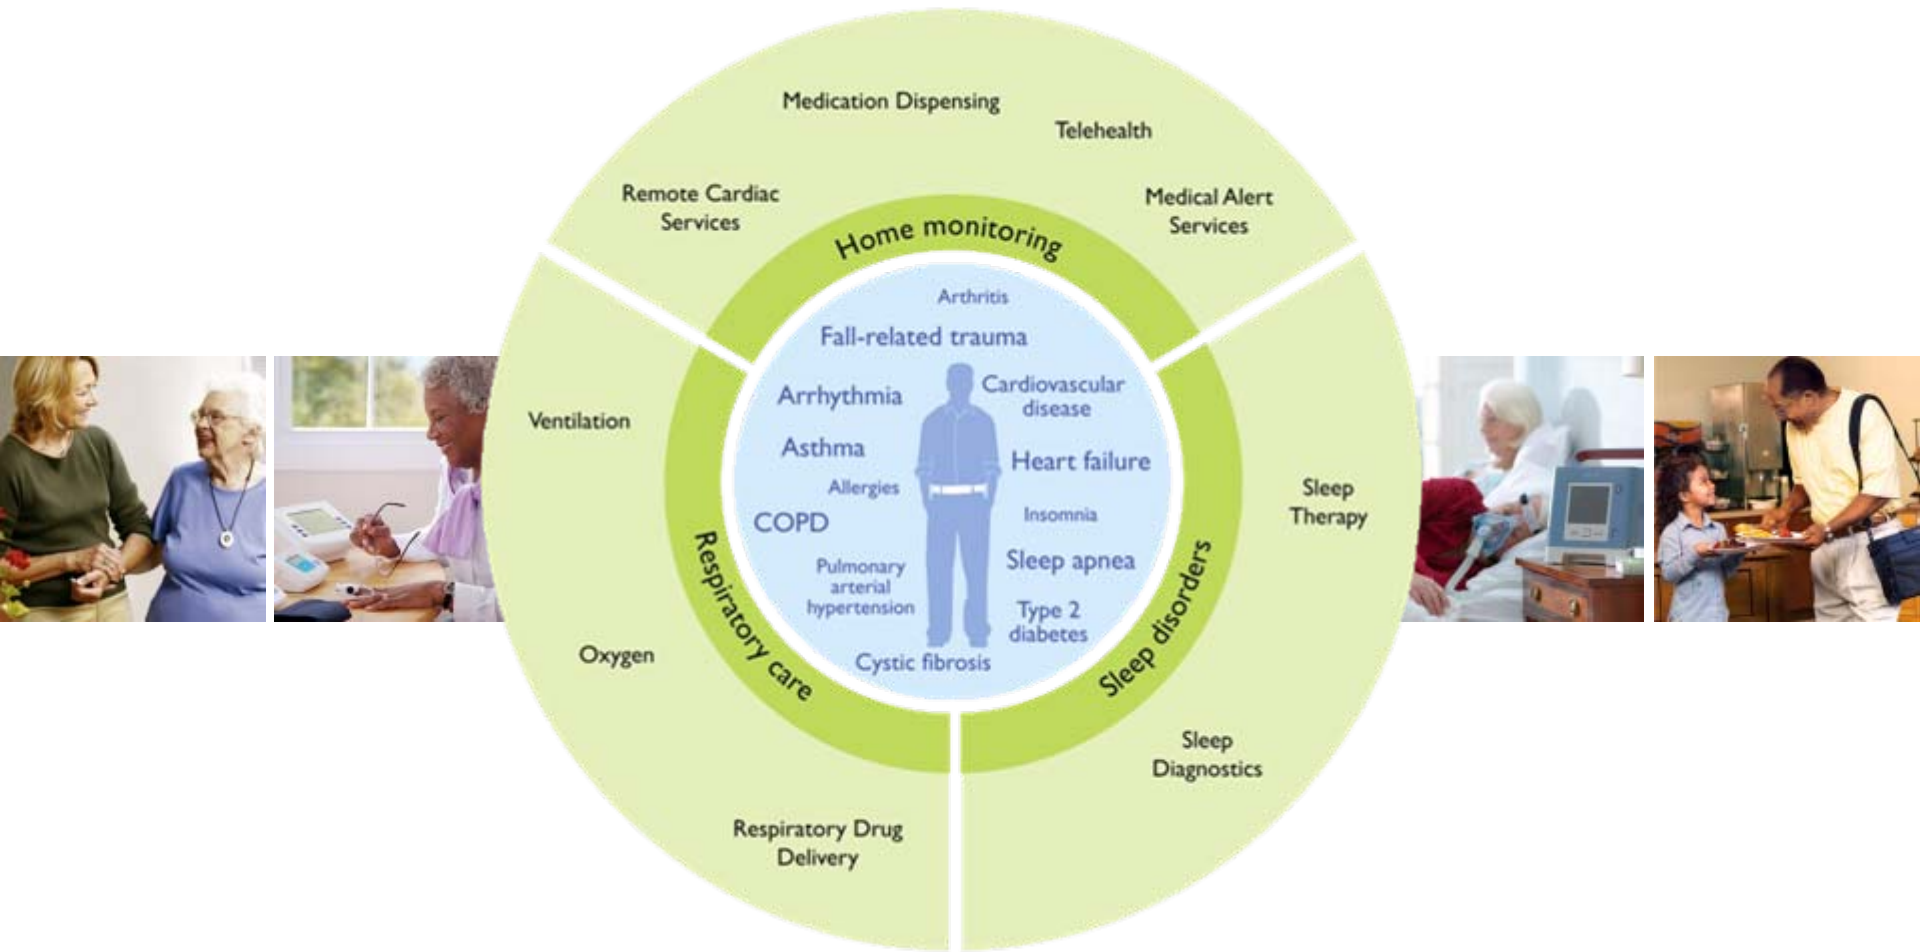 Medication Dispensing
Telehealth
Remote Cardiac
Services
Medical Alert
Services
Home monitoring
Arthritis
Fall-related trauma
Arrhythmia
Cardiovascular
disease
Asthma
Heart failure
Allergies
COPD
Insomnia
Pulmonary
arterial
hypertension
Sleep apnea
Type 2
diabetes
Cystic fibrosis
Ventilation
Oxygen
Respiratory Drug
Delivery
Respiratory care
Sleep disorders
Sleep
Therapy
Sleep
Diagnostics